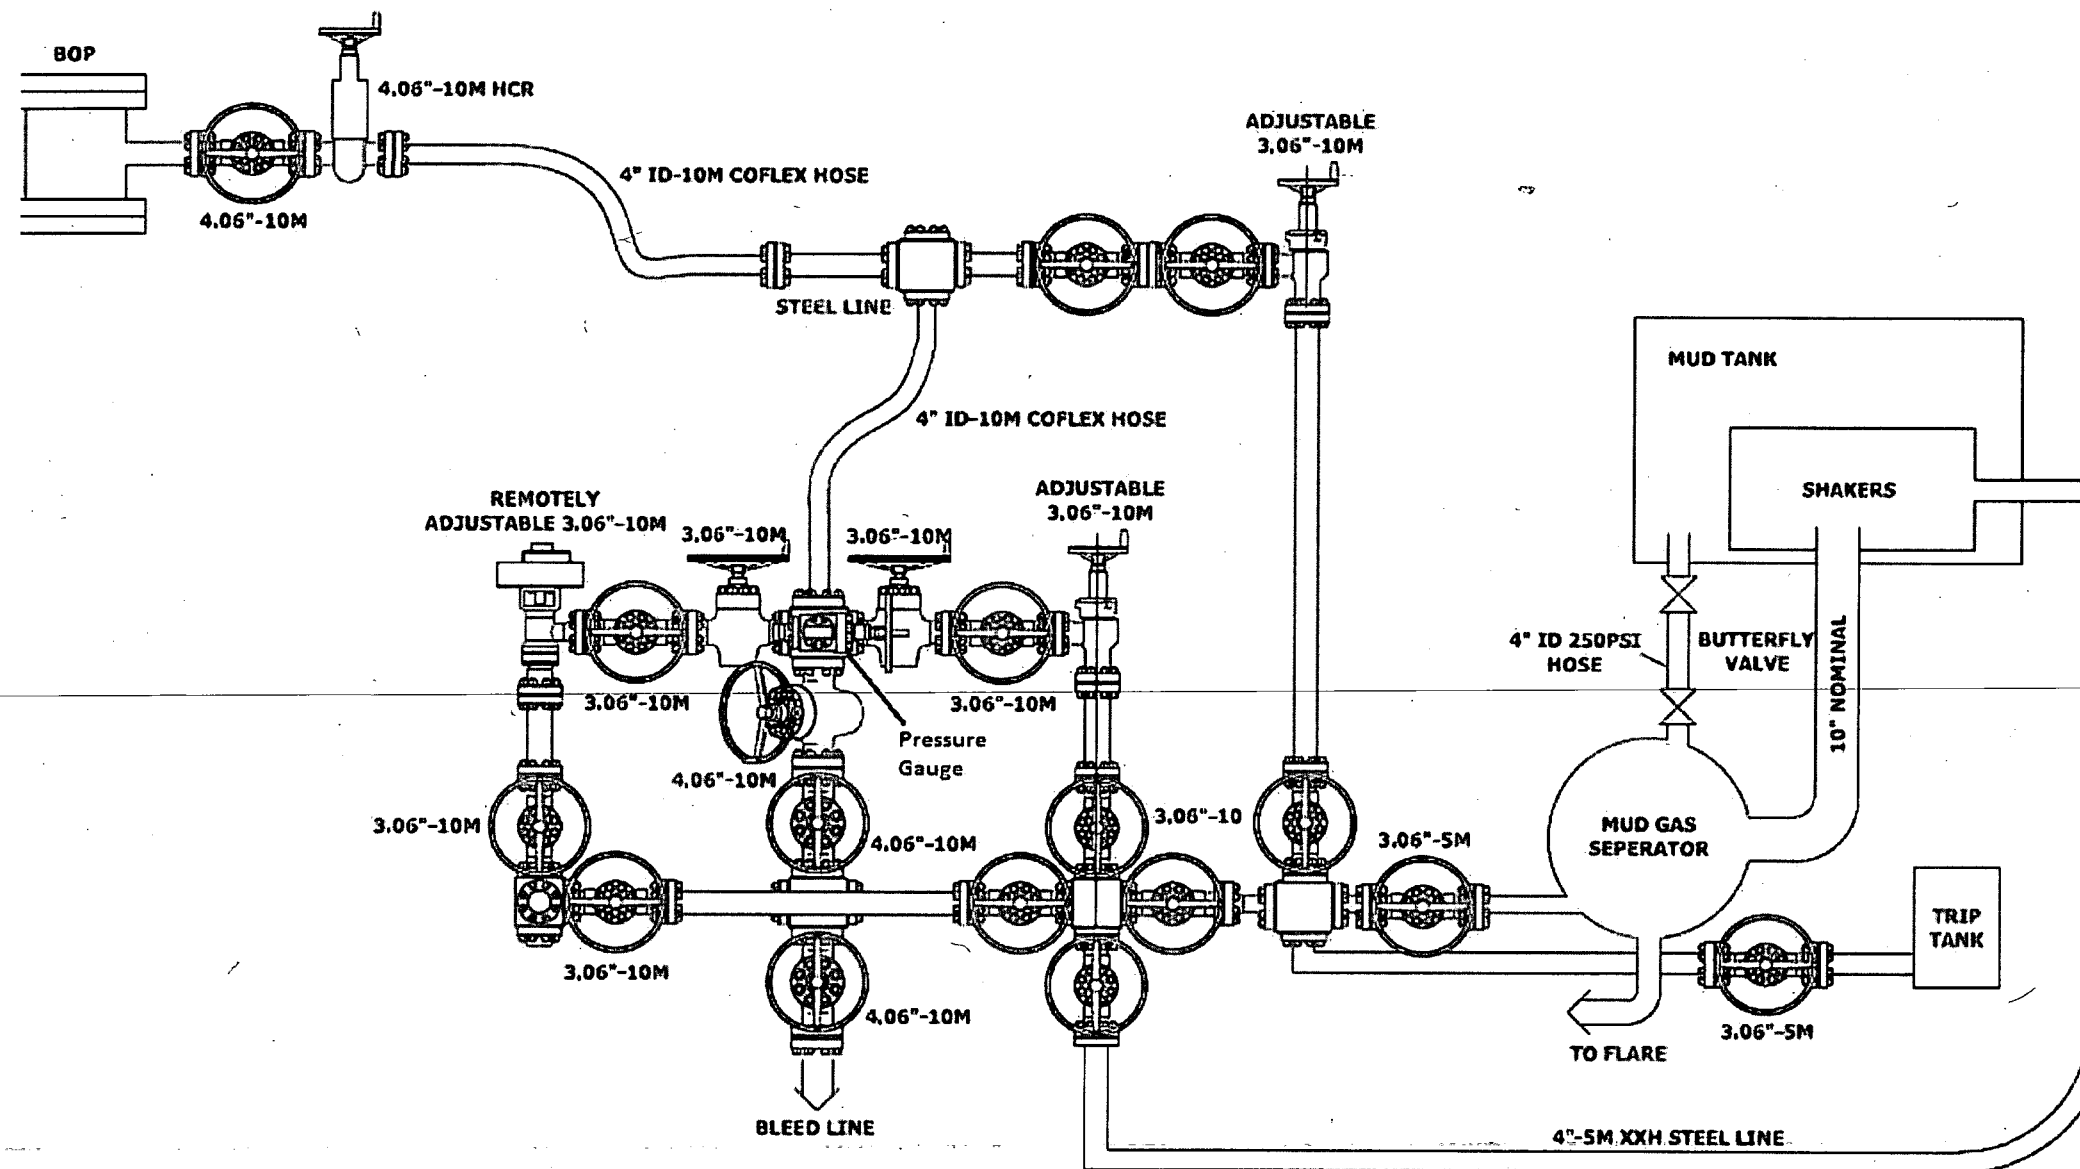 BOP
4.06"-10M HCR
4.06"-10M
4" ID-10M COFLEX HOSE
ADJUSTABLE
3.06"-10M
STEEL LINE
4" ID-10M COFLEX HOSE
MUD TANK
SHAKERS
REMOTELY
ADJUSTABLE 3.06"-10M
3.06"-10M
3.06"-10M
ADJUSTABLE
3.06"-10M
4" ID 250PSI
HOSE
BUTTERFLY
VALVE
10" NOMINAL
3.06"-10M
3.06"-10M
Pressure
Gauge
4.06"-10M
3.06"-10M
4.06"-10M
3.06"-10
3.06"-5M
MUD GAS
SEPERATOR
TRIP
TANK
3.06"-10M
4.06"-10M
3.06"-5M
TO FLARE
BLEED LINE
4"-5M XXH STEEL LINE